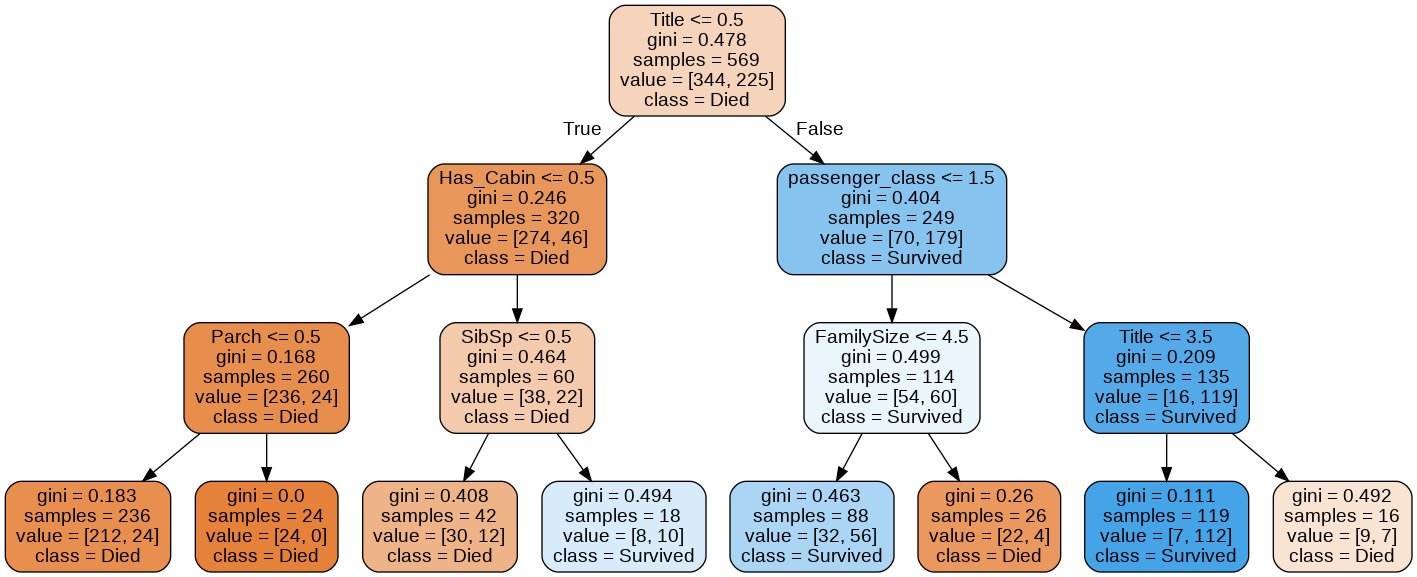 Title <= 0.5
gini = 0.478
samples = 569
value = [344, 225]
class = Died
True
False
Has_Cabin <= 0.5
gini = 0.246
samples = 320
value = [274, 46]
class = Died
passenger_class <= 1.5
gini = 0.404
samples = 249
value = [70, 179]
class = Survived
Parch <= 0.5
gini = 0.168
samples = 260
value = [236, 24]
class = Died
SibSp <= 0.5
gini = 0.464
samples = 60
value = [38, 22]
class = Died
FamilySize <= 4.5
gini = 0.499
samples = 114
value = [54, 60]
class = Survived
Title <= 3.5
gini = 0.209
samples = 135
value = [16, 119]
class = Survived
gini = 0.183
samples = 236
value = [212, 24]
class = Died
gini = 0.0
samples = 24
value = [24, 0]
class = Died
gini = 0.408
samples = 42
value = [30, 12]
class = Died
gini = 0.494
samples = 18
value = [8, 10]
class = Survived
gini = 0.463
samples = 88
value = [32, 56]
class = Survived
gini = 0.26
samples = 26
value = [22, 4]
class = Died
gini = 0.111
samples = 119
value = [7, 112]
class = Survived
gini = 0.492
samples = 16
value = [9, 7]
class = Died